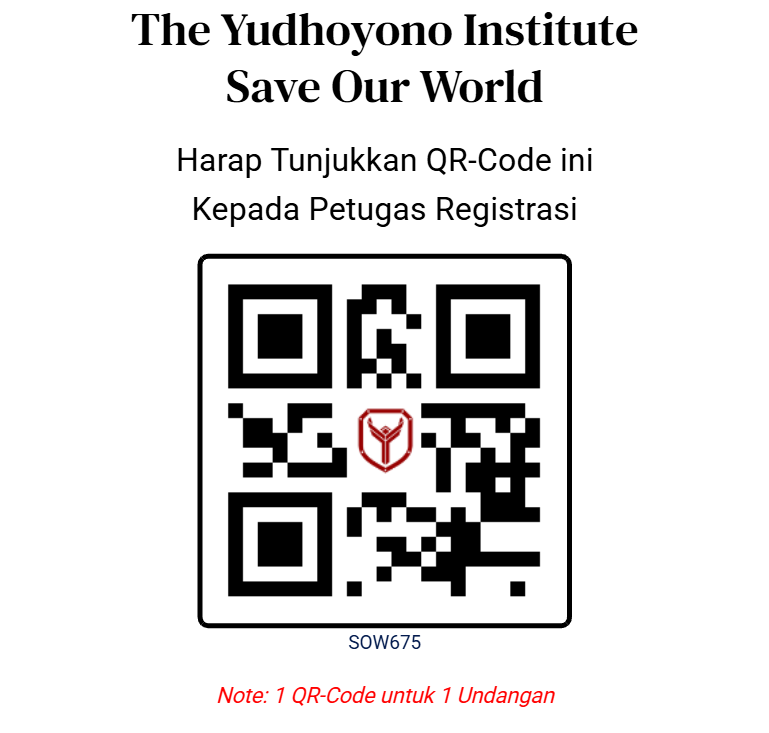 The Yudhoyono Institute
Save Our World
Harap Tunjukkan QR-Code ini
Kepada Petugas Registrasi
SOW675
Note: 1 QR-Code untuk 1 Undangan